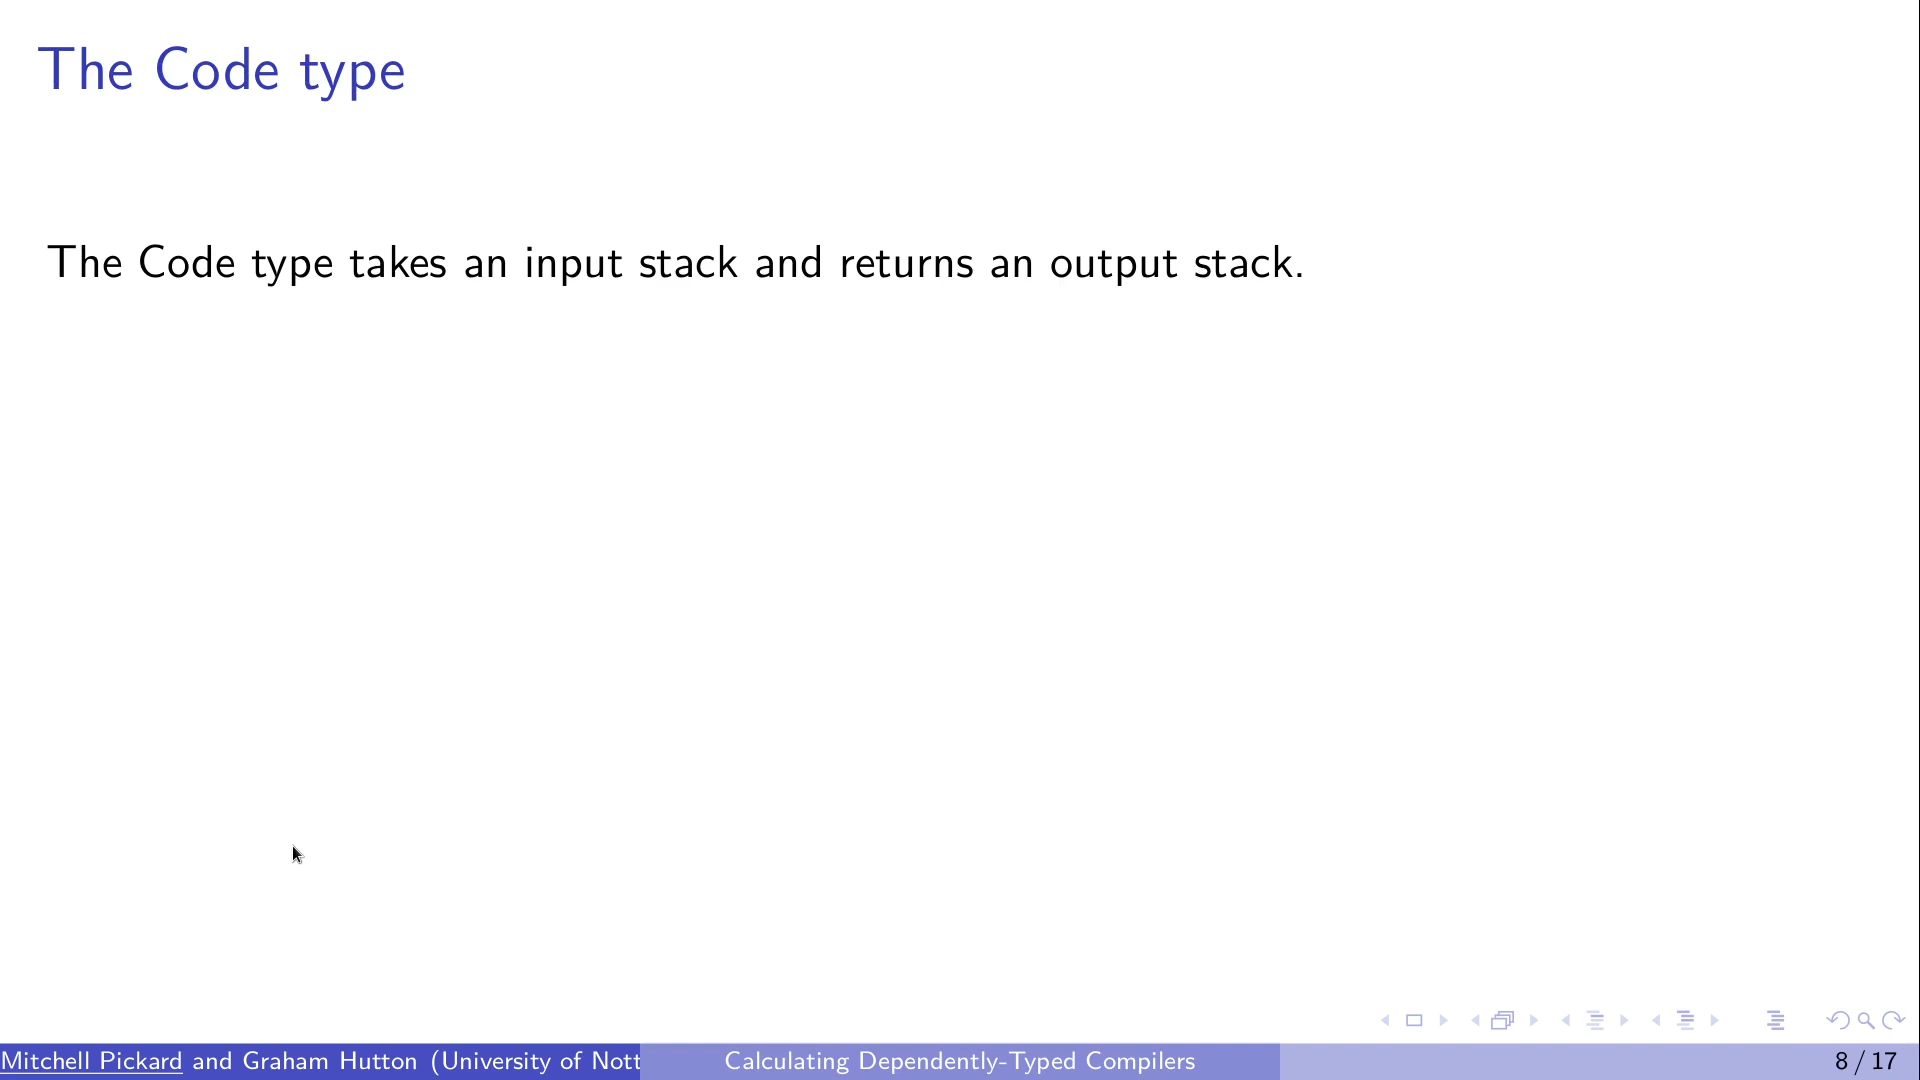 The Code type
The Code type takes an input stack and returns an output stack.
Mitchell Pickard and Graham Hutton (University of Nott
Calculating Dependently-Typed Compilers
8 / 17